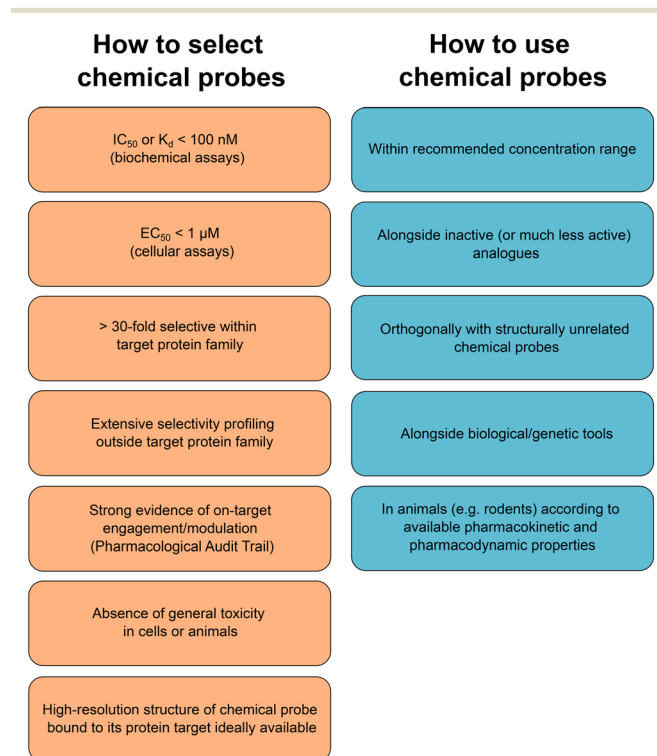 How to select
chemical probes
IC₅₀ or K_d < 100 nM
(biochemical assays)
EC₅₀ < 1 µM
(cellular assays)
> 30-fold selective within
target protein family
Extensive selectivity profiling
outside target protein family
Strong evidence of on-target
engagement/modulation
(Pharmacological Audit Trail)
Absence of general toxicity
in cells or animals
High-resolution structure of chemical probe
bound to its protein target ideally available
How to use
chemical probes
Within recommended concentration range
Alongside inactive (or much less active)
analogues
Orthogonally with structurally unrelated
chemical probes
Alongside biological/genetic tools
In animals (e.g. rodents) according to
available pharmacokinetic and
pharmacodynamic properties